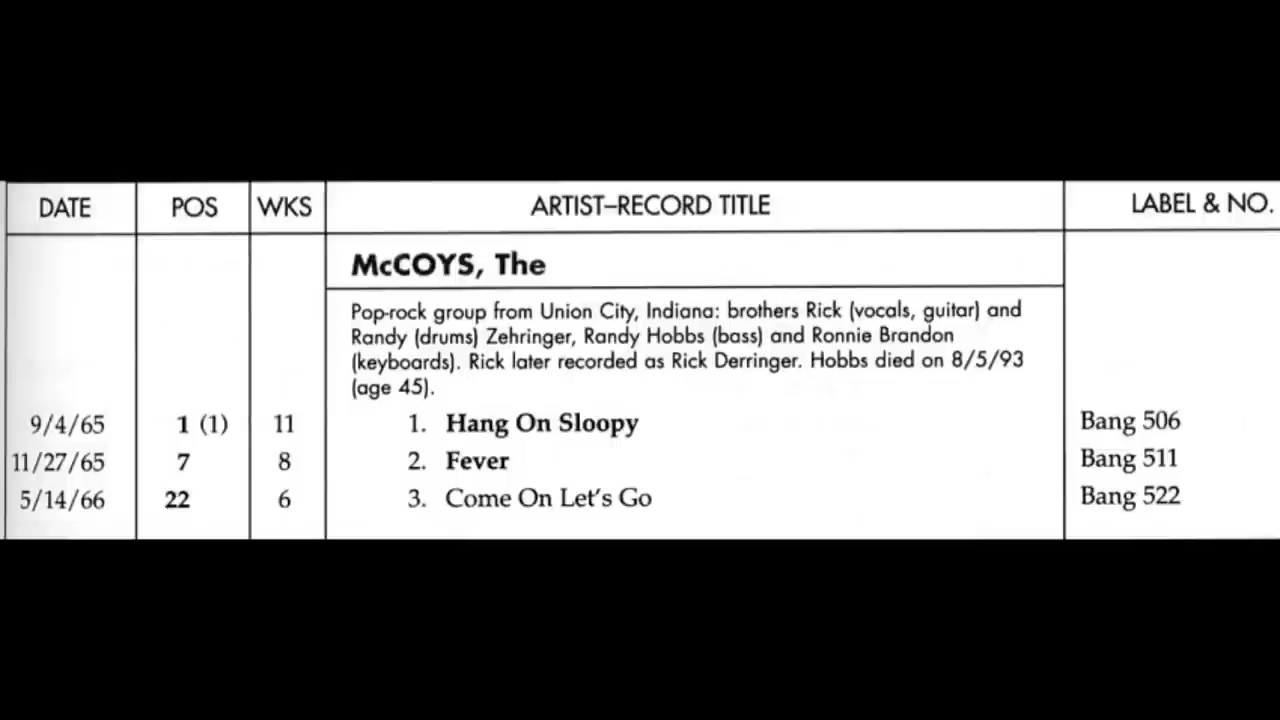 DATE POS WKS ARTIST–RECORD TITLE LABEL & NO.
McCOYS, The
Pop-rock group from Union City, Indiana: brothers Rick (vocals, guitar) and
Randy (drums) Zehringer, Randy Hobbs (bass) and Ronnie Brandon
(keyboards). Rick later recorded as Rick Derringer. Hobbs died on 8/5/93
(age 45).
9/4/65 1 (1) 11 1. Hang On Sloopy Bang 506
11/27/65 7 8 2. Fever Bang 511
5/14/66 22 6 3. Come On Let's Go Bang 522